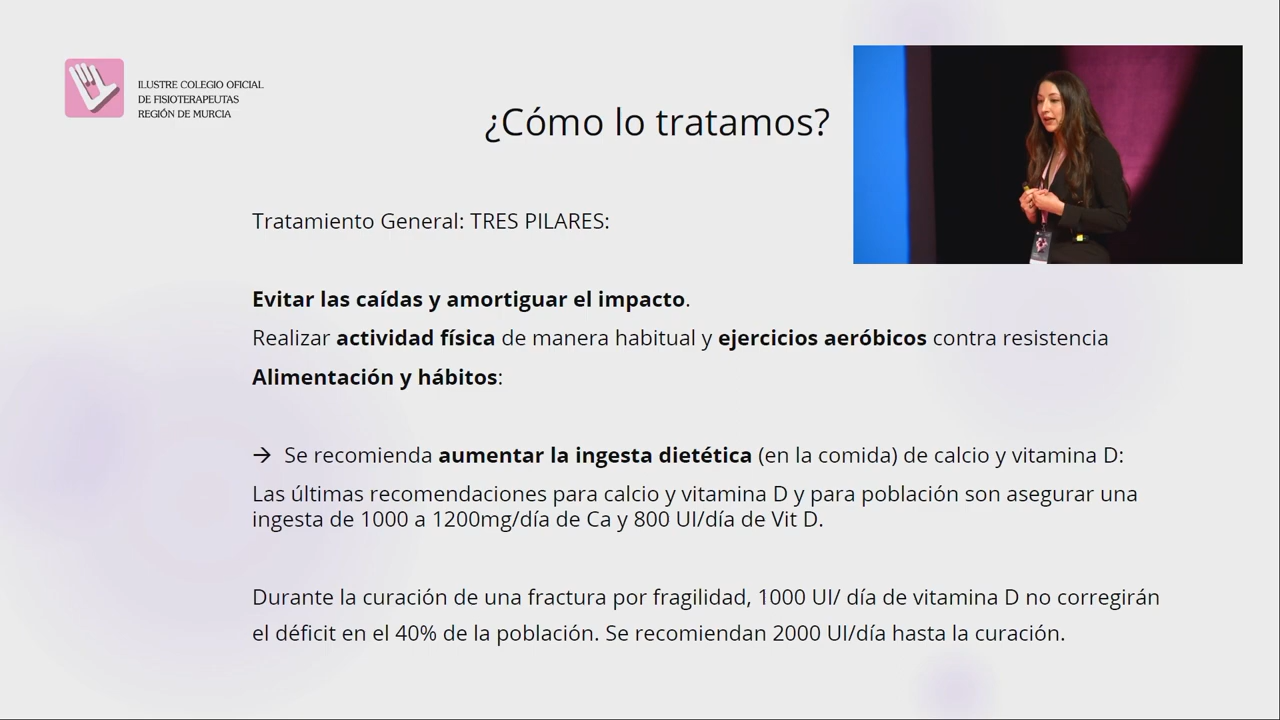 ILUSTRE COLEGIO OFICIAL
DE FISIOTERAPEUTAS
REGIÓN DE MURCIA
¿Cómo lo tratamos?
Tratamiento General: TRES PILARES:
Evitar las caídas y amortiguar el impacto.
Realizar actividad física de manera habitual y ejercicios aeróbicos contra resistencia
Alimentación y hábitos:
→ Se recomienda aumentar la ingesta dietética (en la comida) de calcio y vitamina D:
Las últimas recomendaciones para calcio y vitamina D y para población son asegurar una
ingesta de 1000 a 1200mg/día de Ca y 800 UI/día de Vit D.
Durante la curación de una fractura por fragilidad, 1000 UI/ día de vitamina D no corregirán
el déficit en el 40% de la población. Se recomiendan 2000 UI/día hasta la curación.